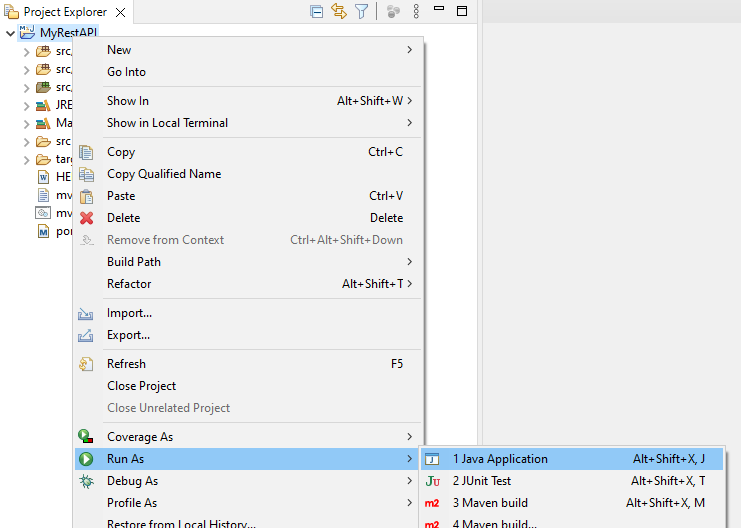 Project Explorer
MyRestAPI
src
src
src
JRE
Ma
src
targ
HE
mv
mv
por
New
Go Into
Show In Alt+Shift+W
Show in Local Terminal
Copy Ctrl+C
Copy Qualified Name
Paste Ctrl+V
Delete Delete
Remove from Context Ctrl+Alt+Shift+Down
Build Path
Refactor Alt+Shift+T
Import...
Export...
Refresh F5
Close Project
Close Unrelated Project
Coverage As
Run As
Debug As
Profile As
Restore from Local History...
1 Java Application Alt+Shift+X, J
2 JUnit Test Alt+Shift+X, T
3 Maven build Alt+Shift+X, M
4 Maven build...